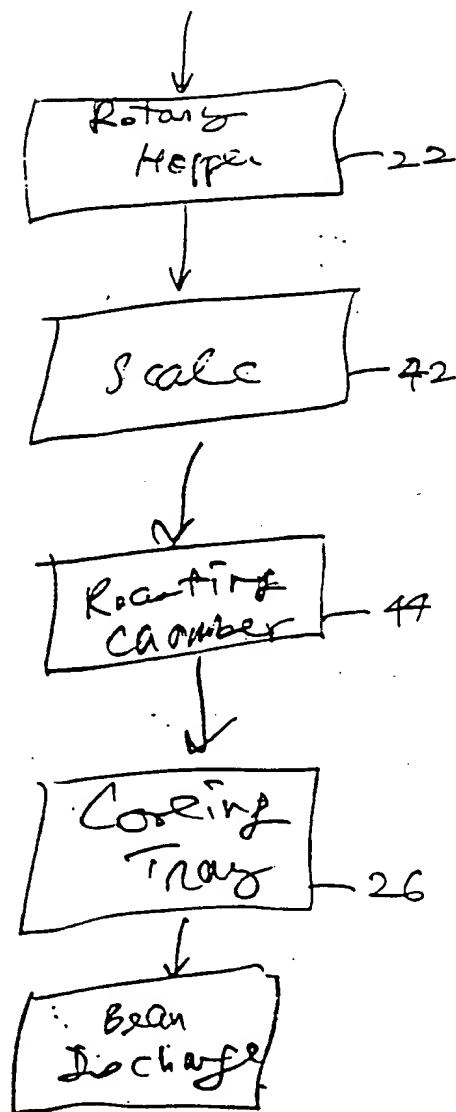 Rotary
Hopper
22
Scale
42
Roasting
Chamber
44
Cooling
Tray
26
Bean
Discharge